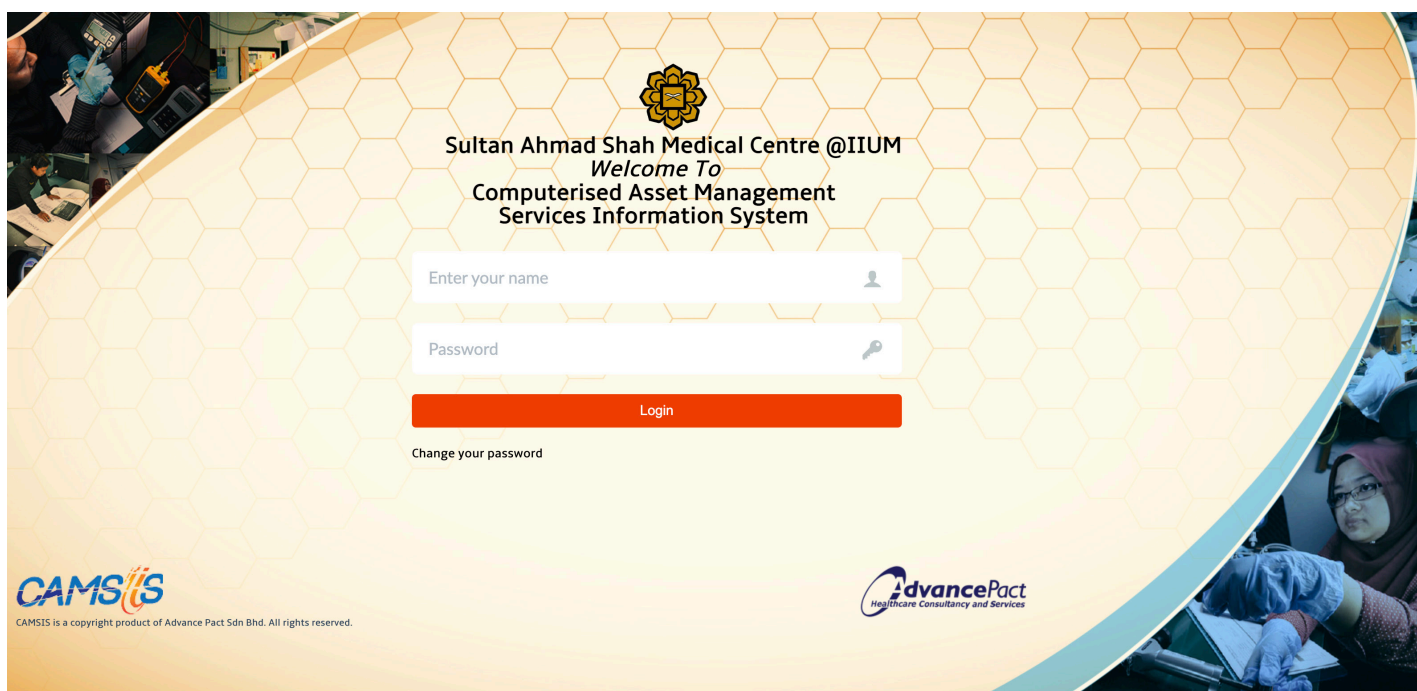 Sultan Ahmad Shah Medical Centre @IIUM
Welcome To
Computerised Asset Management
Services Information System
Enter your name
Password
Login
Change your password
CAMSiiS
CAMSIS is a copyright product of Advance Pact Sdn Bhd. All rights reserved.
AdvancePact
Healthcare Consultancy and Services